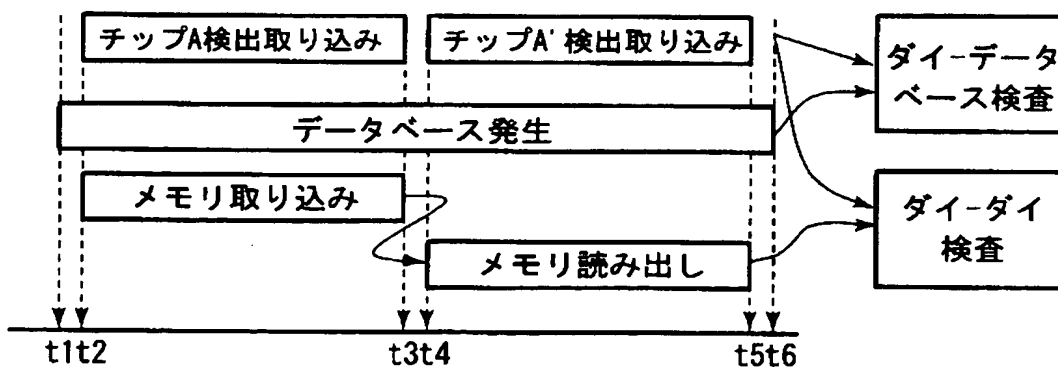 チップA検出取り込み
チップA'検出取り込み
ダイ-データ
ベース検査
データベース発生
メモリ取り込み
ダイ-ダイ
検査
メモリ読み出し
t1t2
t3t4
t5t6